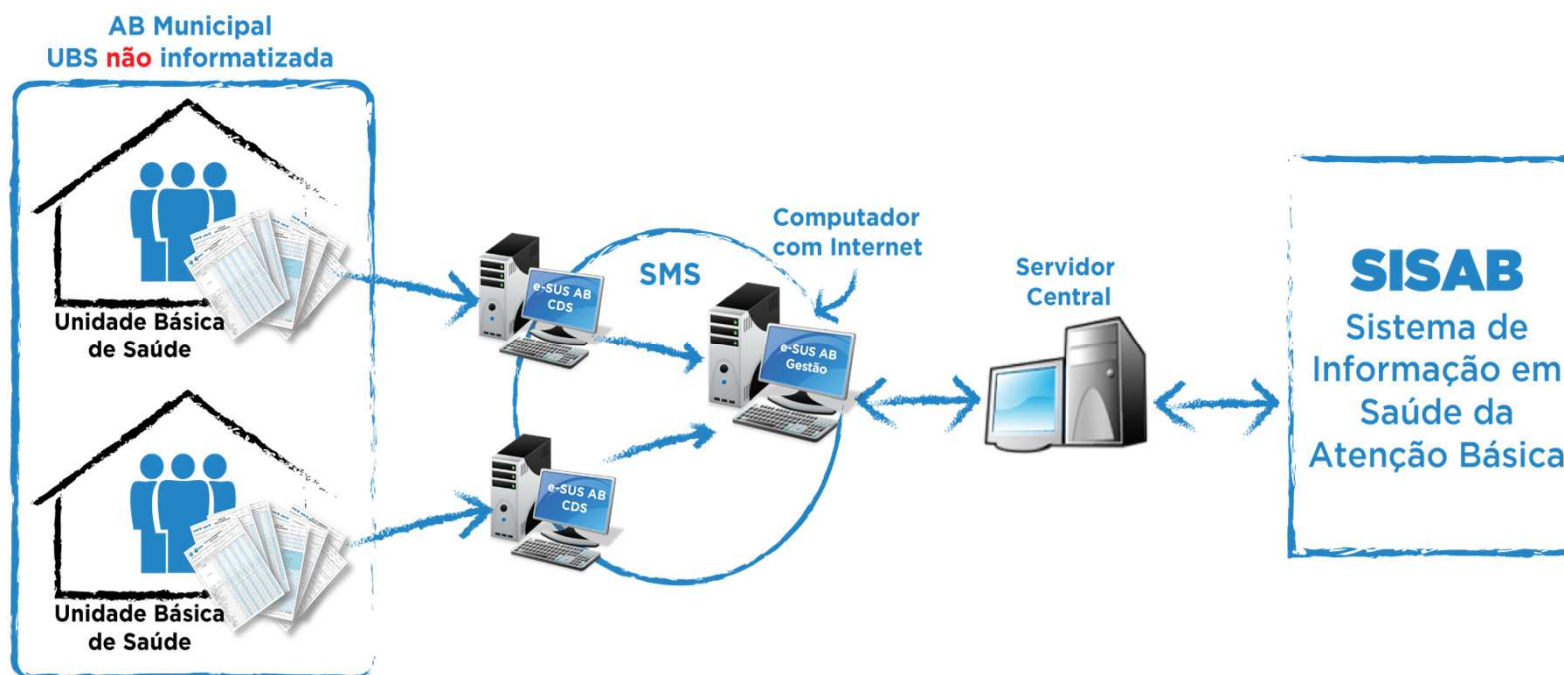 AB Municipal
UBS não informatizada
Unidade Básica
de Saúde
Unidade Básica
de Saúde
e-SUS AB
CDS
e-SUS AB
CDS
SMS
Computador
com Internet
e-SUS AB
Gestão
Servidor
Central
SISAB
Sistema de
Informação em
Saúde da
Atenção Básica